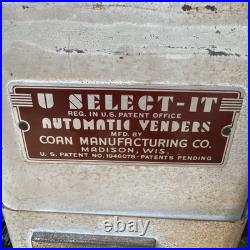 U SELECT-IT
REG. IN U.S. PATENT OFFICE
AUTOMATIC VENDERS
MFD. BY
COAN MANUFACTURING CO.
MADISON, WIS.
U. S. PATENT NO. 1946078 - PATENTS PENDING